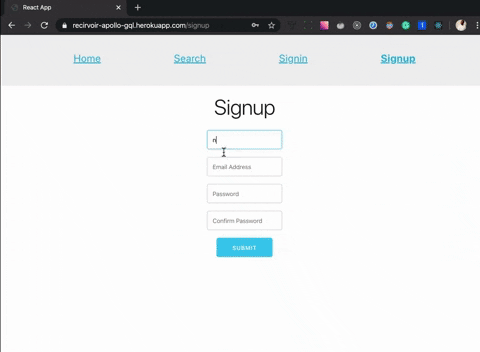 React App
recirvoir-apollo-gql.herokuapp.com/signup
Home Search Signin Signup
Signup
n
Email Address
Password
Confirm Password
SUBMIT